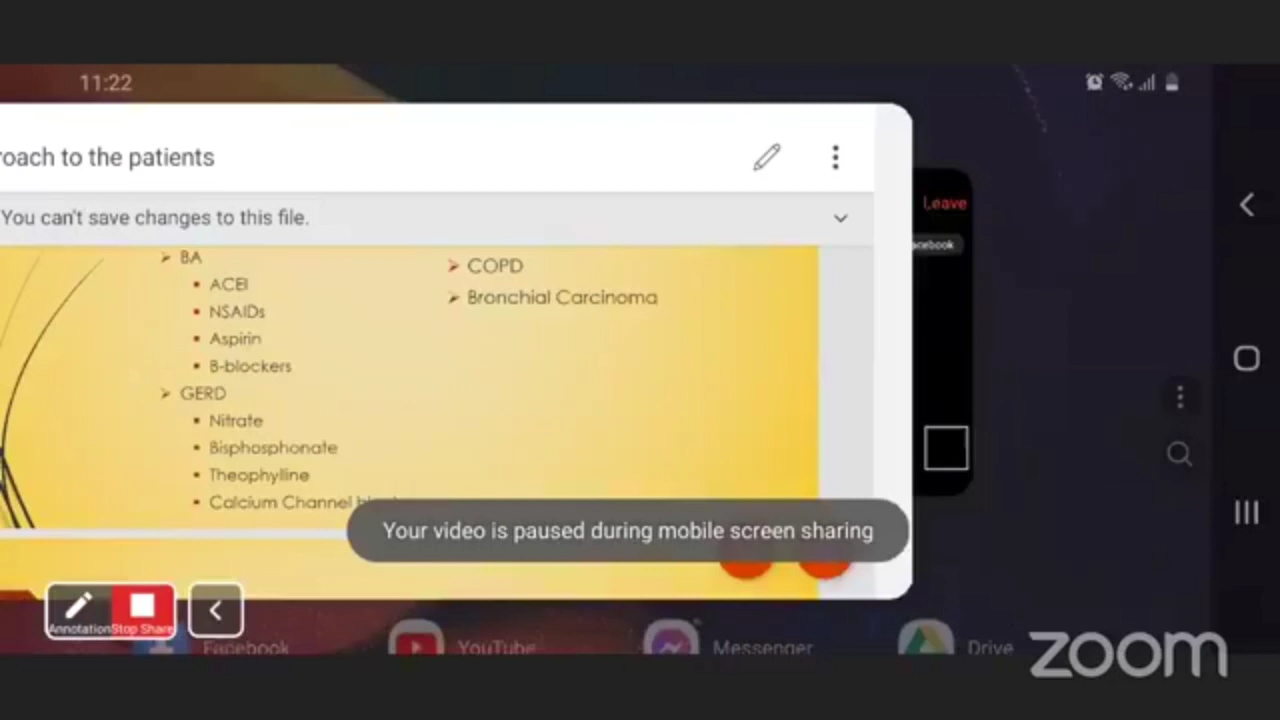 11:22
roach to the patients
You can't save changes to this file.
Leave
acebook
➢ BA
▪ ACEI
▪ NSAIDs
▪ Aspirin
▪ B-blockers
➢ GERD
▪ Nitrate
▪ Bisphosphonate
▪ Theophylline
▪ Calcium Channel
➢ COPD
➢ Bronchial Carcinoma
Your video is paused during mobile screen sharing
Annotation Stop Share
Facebook YouTube Messenger Drive
zoom